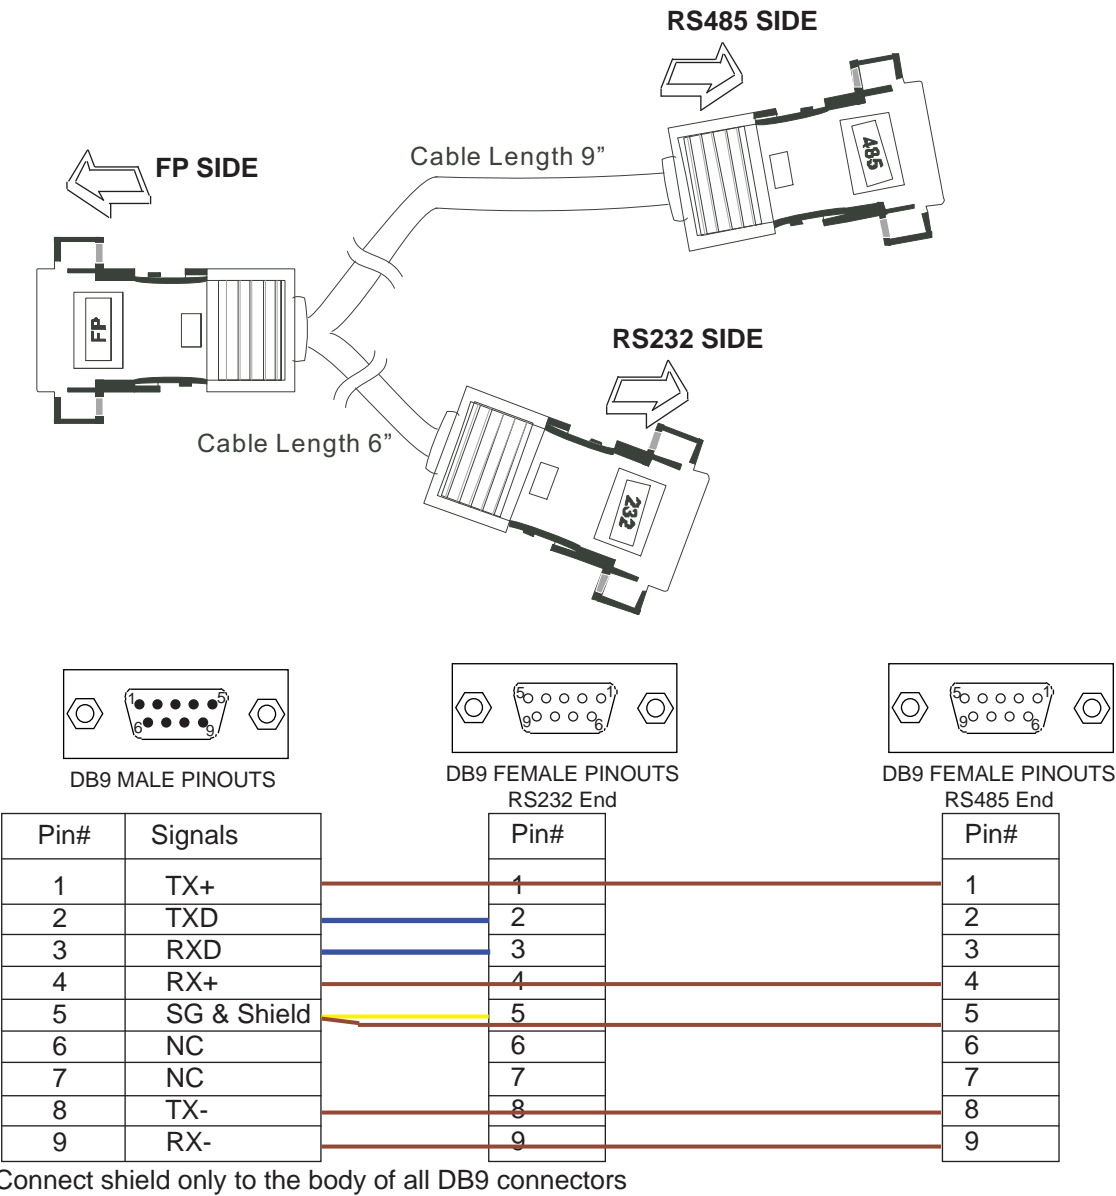 RS485 SIDE
FP SIDE
Cable Length 9”
485
FP
RS232 SIDE
Cable Length 6”
232
1 5
6 9
5 1
9 6
5 1
9 6
DB9 MALE PINOUTS
DB9 FEMALE PINOUTS
RS232 End
DB9 FEMALE PINOUTS
RS485 End
Pin# Signals Pin# Pin#
1 TX+ 1 1
2 TXD 2 2
3 RXD 3 3
4 RX+ 4 4
5 SG & Shield 5 5
6 NC 6 6
7 NC 7 7
8 TX- 8 8
9 RX- 9 9
Connect shield only to the body of all DB9 connectors